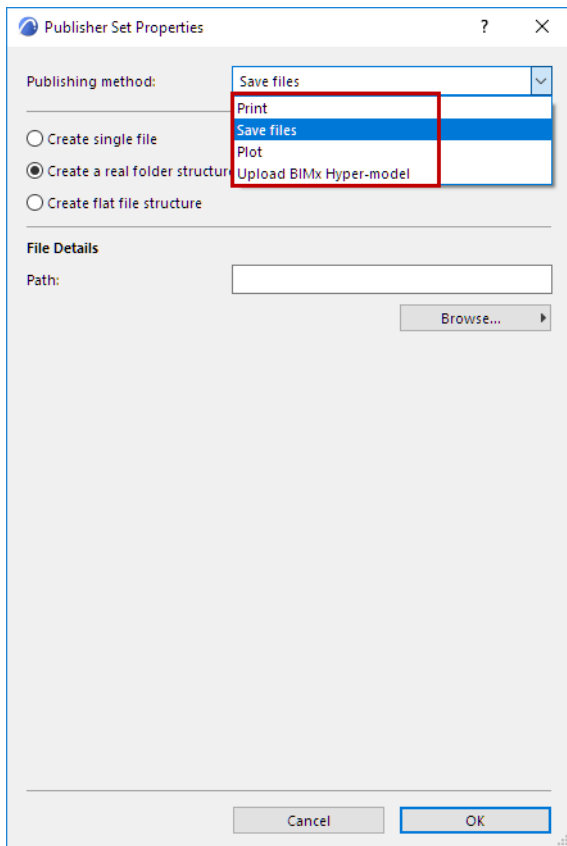 Publisher Set Properties ? ×
Publishing method: Save files
Print
Save files
Plot
Upload BIMx Hyper-model
Create single file
Create a real folder structure
Create flat file structure
File Details
Path:
Browse...
Cancel OK